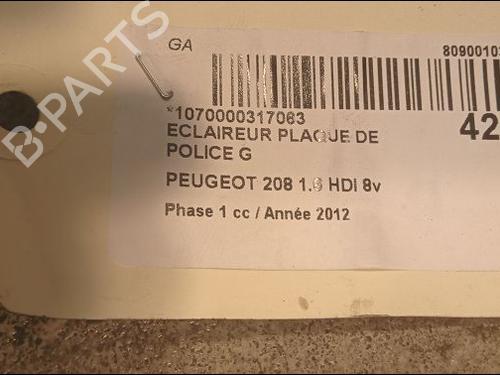 GA
8090010
*1070000317063
42
ECLAIREUR PLAQUE DE
POLICE G
PEUGEOT 208 1.6 HDI 8v
Phase 1 cc / Année 2012
B-PARTS